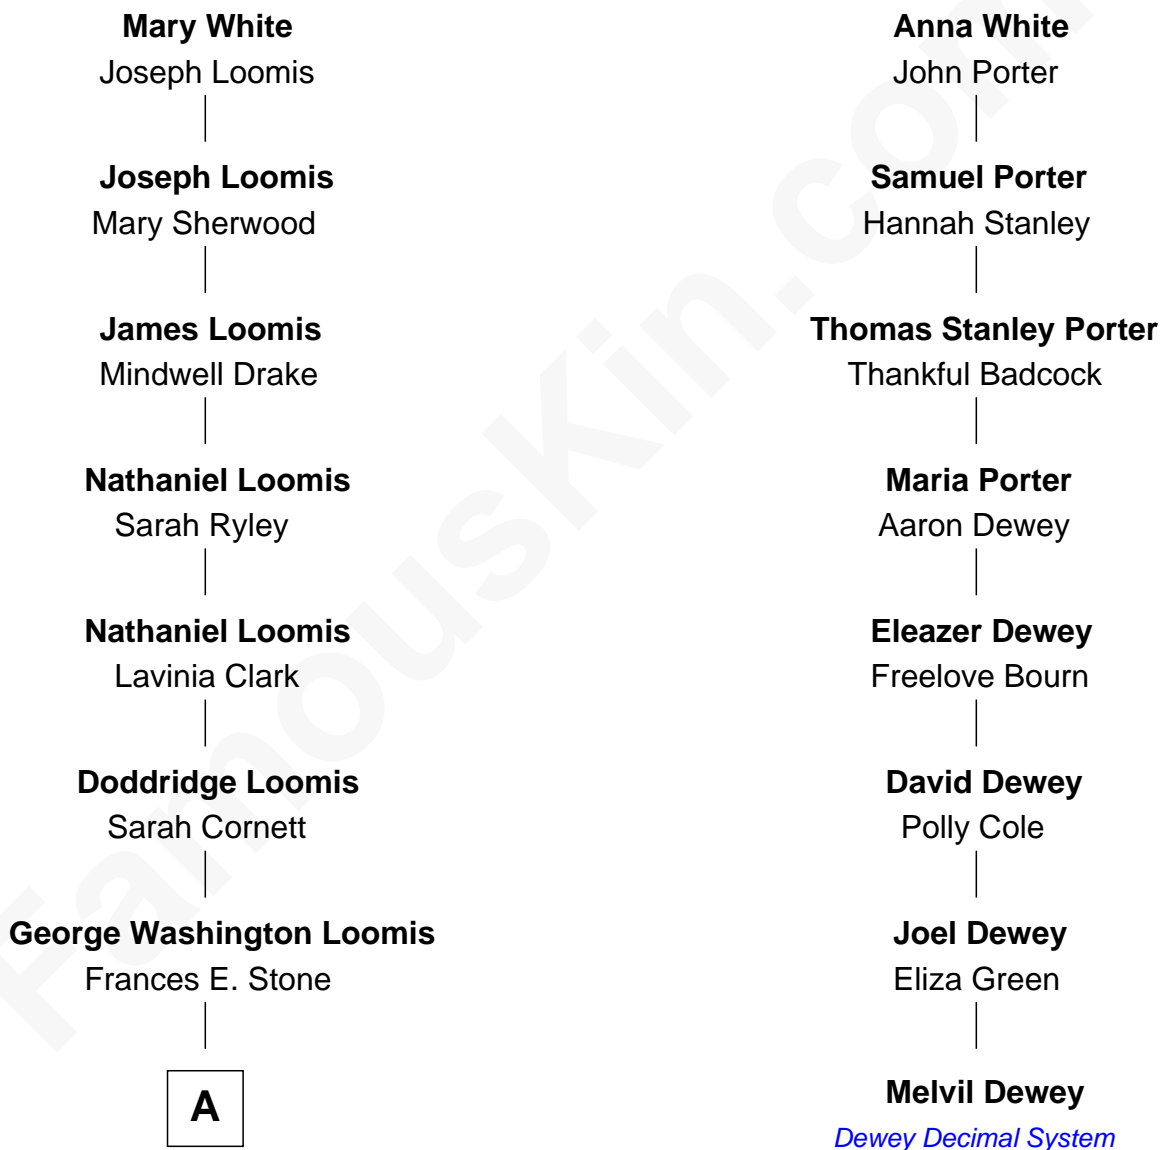 Mary White
Joseph Loomis
Joseph Loomis
Mary Sherwood
James Loomis
Mindwell Drake
Nathaniel Loomis
Sarah Ryley
Nathaniel Loomis
Lavinia Clark
Doddridge Loomis
Sarah Cornett
George Washington Loomis
Frances E. Stone
A
Anna White
John Porter
Samuel Porter
Hannah Stanley
Thomas Stanley Porter
Thankful Badcock
Maria Porter
Aaron Dewey
Eleazer Dewey
Freelove Bourn
David Dewey
Polly Cole
Joel Dewey
Eliza Green
Melvil Dewey
Dewey Decimal System
FamousKin.com